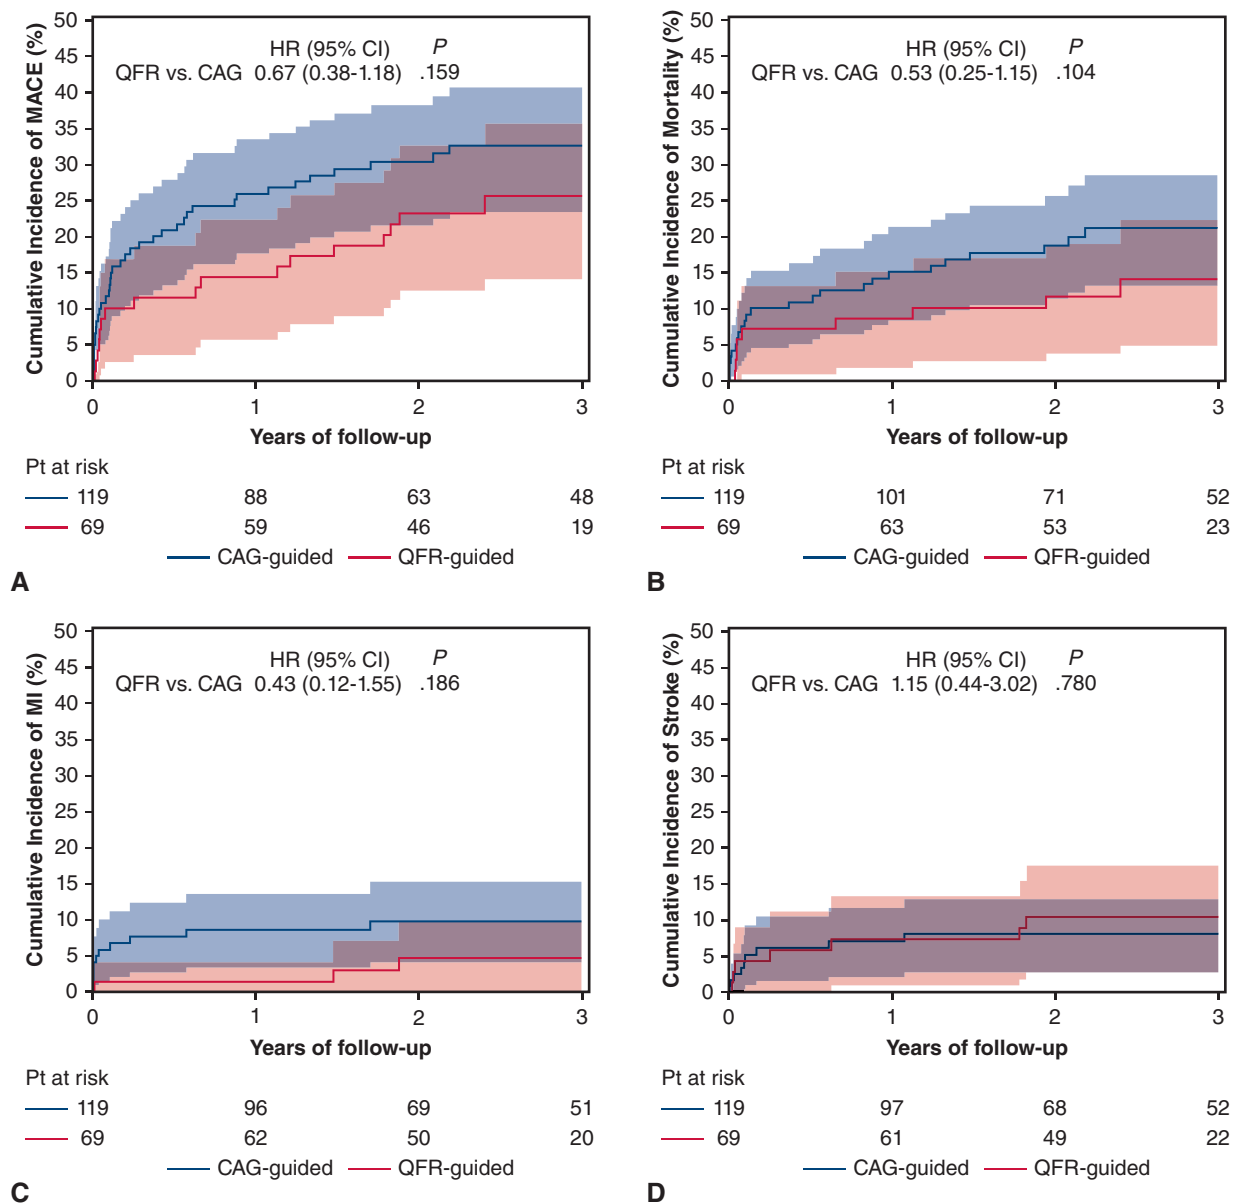 Cumulative Incidence of MACE (%)
50
45
40
35
30
25
20
15
10
5
0
HR (95% CI) P
QFR vs. CAG 0.67 (0.38-1.18) .159
0 1 2 3
Years of follow-up
Pt at risk
119 88 63 48
69 59 46 19
CAG-guided QFR-guided
A
Cumulative Incidence of Mortality (%)
50
45
40
35
30
25
20
15
10
5
0
HR (95% CI) P
QFR vs. CAG 0.53 (0.25-1.15) .104
0 1 2 3
Years of follow-up
Pt at risk
119 101 71 52
69 63 53 23
CAG-guided QFR-guided
B
Cumulative Incidence of MI (%)
50
45
40
35
30
25
20
15
10
5
0
HR (95% CI) P
QFR vs. CAG 0.43 (0.12-1.55) .186
0 1 2 3
Years of follow-up
Pt at risk
119 96 69 51
69 62 50 20
CAG-guided QFR-guided
C
Cumulative Incidence of Stroke (%)
50
45
40
35
30
25
20
15
10
5
0
HR (95% CI) P
QFR vs. CAG 1.15 (0.44-3.02) .780
0 1 2 3
Years of follow-up
Pt at risk
119 97 68 52
69 61 49 22
CAG-guided QFR-guided
D